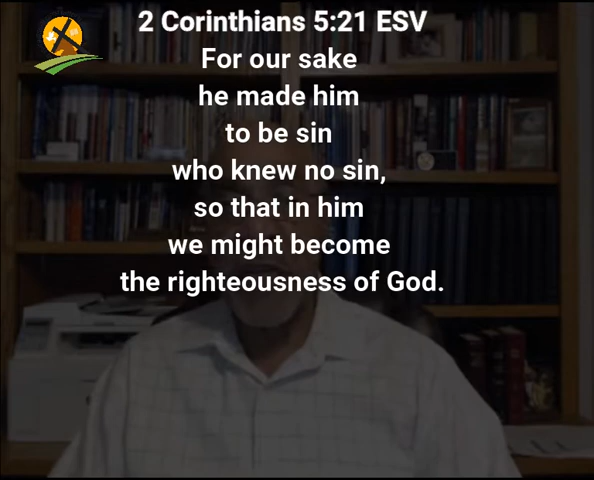 2 Corinthians 5:21 ESV
For our sake
he made him
to be sin
who knew no sin,
so that in him
we might become
the righteousness of God.